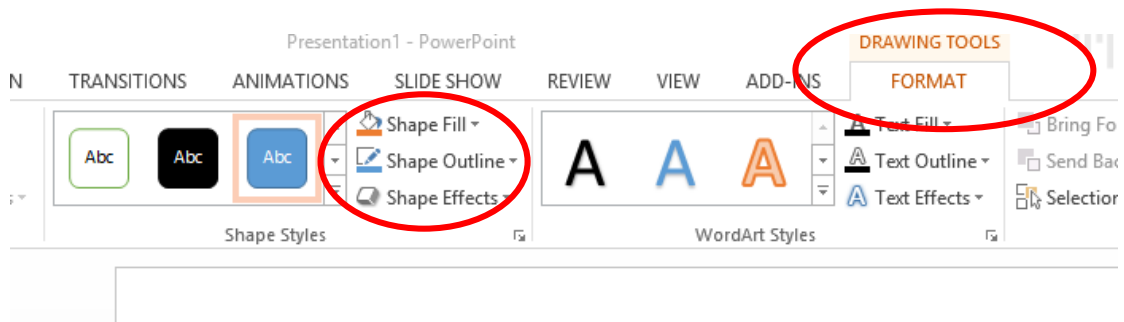 Presentation1 - PowerPoint
DRAWING TOOLS
N TRANSITIONS ANIMATIONS SLIDE SHOW REVIEW VIEW ADD-INS FORMAT
Abc Abc Abc
Shape Fill
Shape Outline
Shape Effects
A A A
A Text Fill
A Text Outline
A Text Effects
Bring Fo
Send Bac
Selection
s
Shape Styles
WordArt Styles